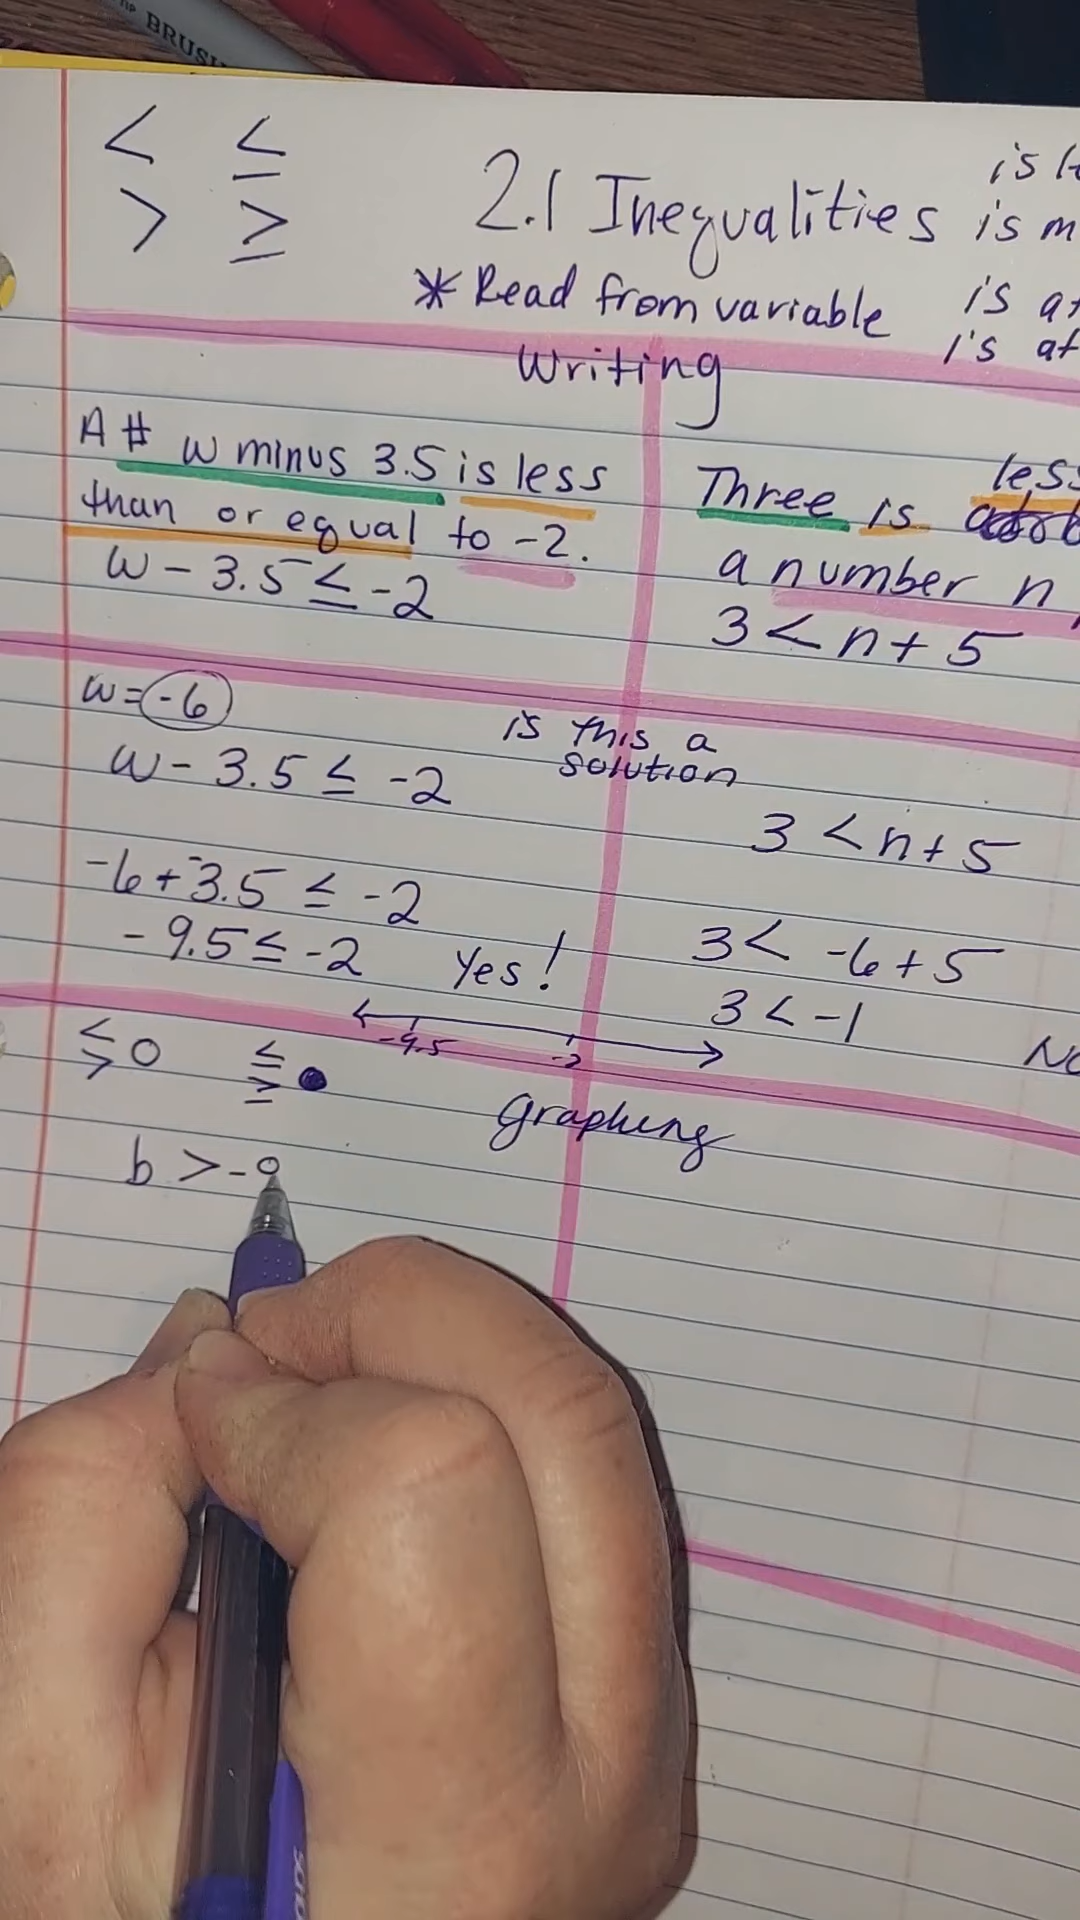 BRUSH
< ≤
> ≥
2.1 Inequalities
* Read from variable
is
is
is
is
Writing
A # w minus 3.5 is less
than or equal to -2.
w - 3.5 ≤ -2
Three is less
a number n
3 < n + 5
w = -6
w - 3.5 ≤ -2
-6 + -3.5 ≤ -2
-9.5 ≤ -2 Yes!
-9.5 -2
is this a
solution
3 < n + 5
3 < -6 + 5
3 < -1
< ○ ≤ ●
> ≥
Graphing
b > -